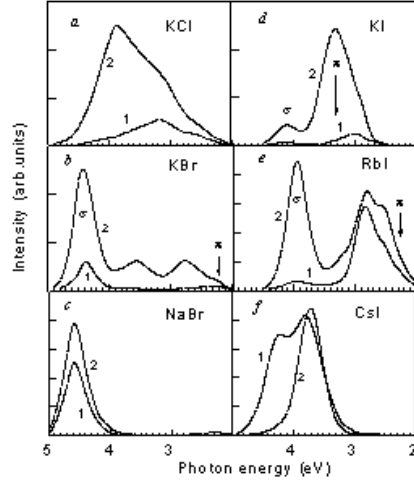 a KCl
2
1
d KI
2
π
σ
1
b KBr
σ
2
1
π
e RbI
σ
2
1
π
c NaBr
2
1
f CsI
1
2
Intensity (arb.units)
5 4 3 4 3 2
Photon energy (eV)